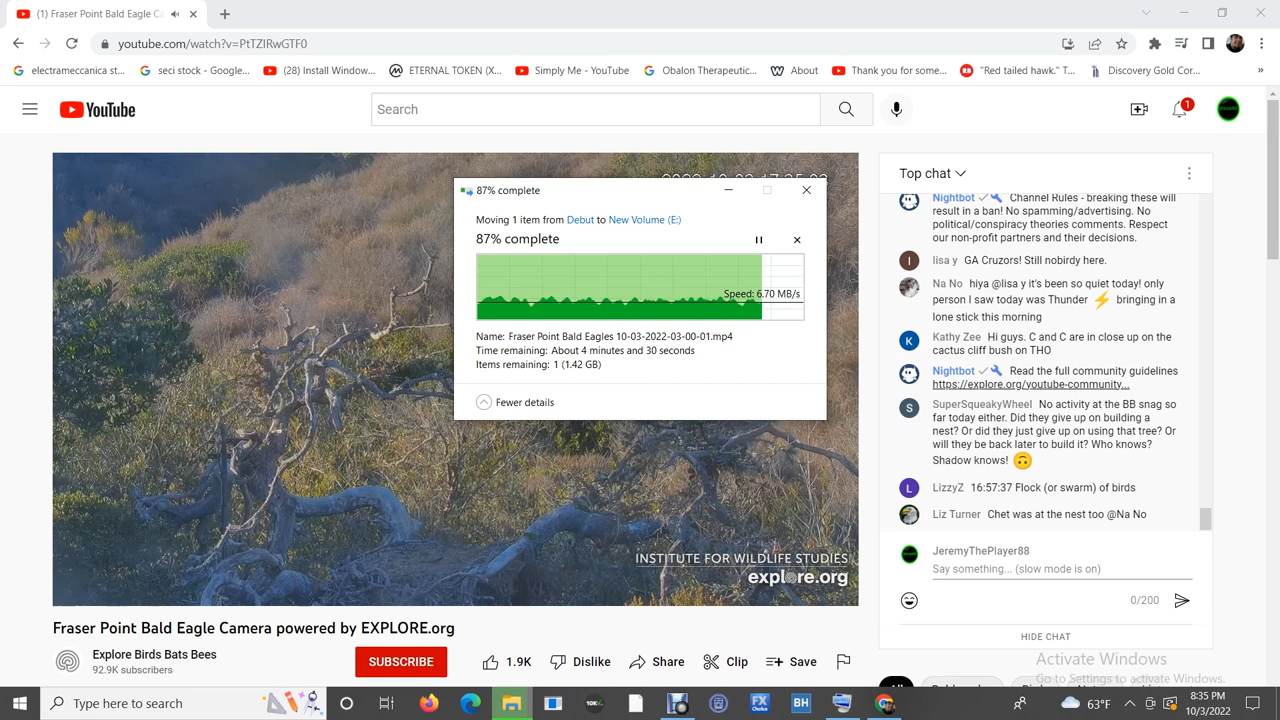 (1) Fraser Point Bald Eagle Ca
youtube.com/watch?v=PtTZlRwGTF0
electrameccanica st...
seci stock - Google...
(28) Install Window...
ETERNAL TOKEN (X...
Simply Me - YouTube
Obalon Therapeutic...
About
Thank you for some...
"Red tailed hawk." T...
Discovery Gold Cor...
»
YouTube
Search
1
87% complete
Moving 1 item from Debut to New Volume (E:)
87% complete
Speed: 6.70 MB/s
Name: Fraser Point Bald Eagles 10-03-2022-03-00-01.mp4
Time remaining: About 4 minutes and 30 seconds
Items remaining: 1 (1.42 GB)
Fewer details
INSTITUTE FOR WILDLIFE STUDIES
explore.org
Top chat
Nightbot Channel Rules - breaking these will
result in a ban! No spamming/advertising. No
political/conspiracy theories comments. Respect
our non-profit partners and their decisions.
I lisa y GA Cruzors! Still nobirdy here.
Na No hiya @lisa y it's been so quiet today! only
person I saw today was Thunder ⚡ bringing in a
lone stick this morning
K Kathy Zee Hi guys. C and C are in close up on the
cactus cliff bush on THO
Nightbot Read the full community guidelines
https://explore.org/youtube-community...
S SuperSqueakyWheel No activity at the BB snag so
far today either. Did they give up on building a
nest? Or did they just give up on using that tree? Or
will they be back later to build it? Who knows?
Shadow knows! 🙃
L LizzyZ 16:57:37 Flock (or swarm) of birds
Liz Turner Chet was at the nest too @Na No
JeremyThePlayer88
Say something... (slow mode is on)
0/200
HIDE CHAT
Fraser Point Bald Eagle Camera powered by EXPLORE.org
Explore Birds Bats Bees
92.9K subscribers
SUBSCRIBE
1.9K
Dislike
Share
Clip
Save
Activate Windows
Go to Settings to activate Windows.
All
Type here to search
10K
FX
Choice
BH
63°F
8:35 PM
10/3/2022